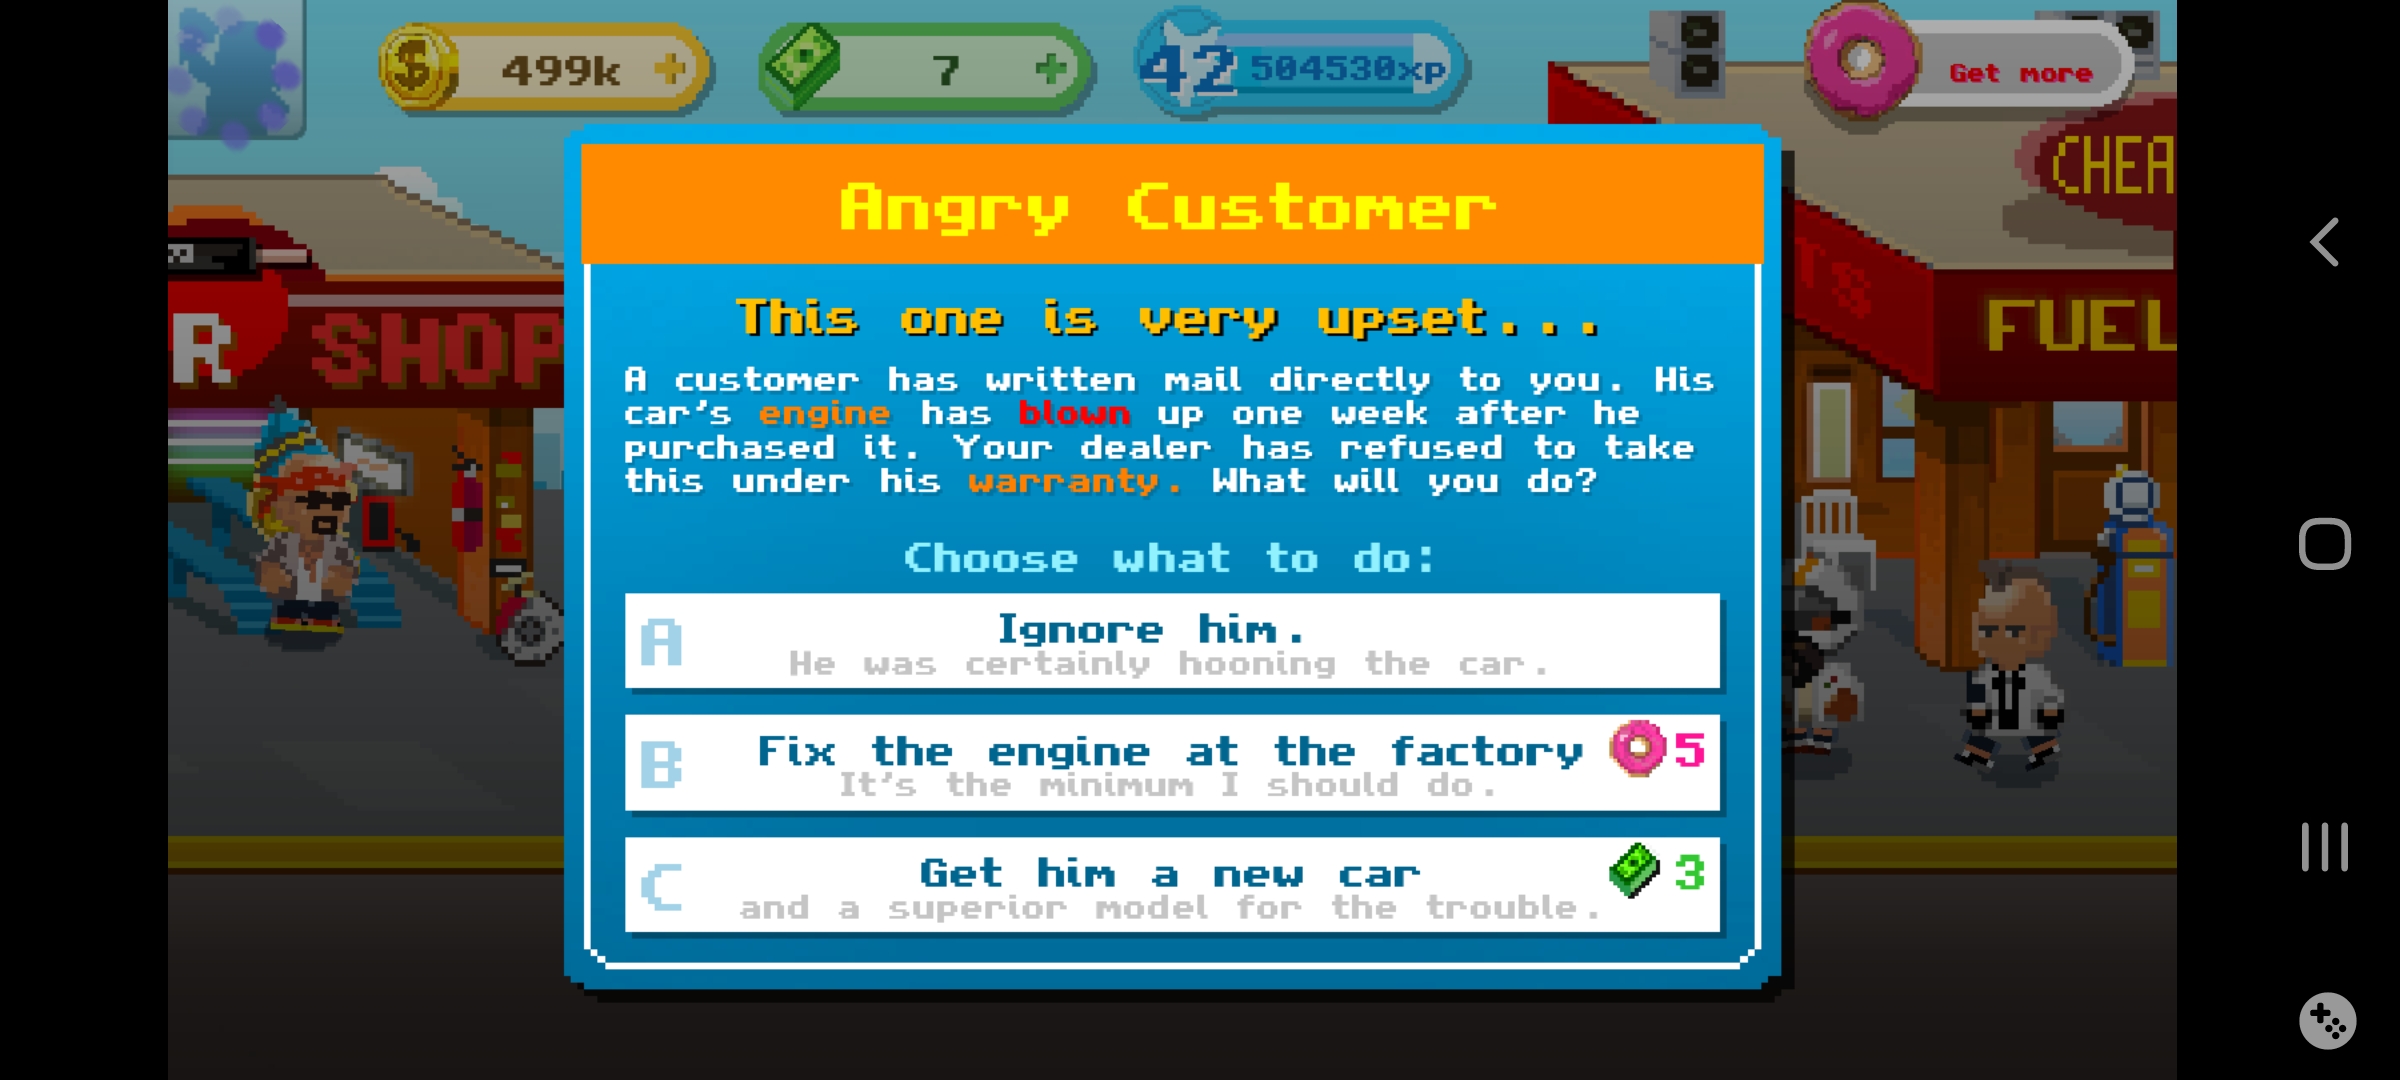 499k
7
42 504530xp
Get more
CHEA
R SHOP
TS
FUEL
Angry Customer
This one is very upset...
A customer has written mail directly to you. His
car's engine has blown up one week after he
purchased it. Your dealer has refused to take
this under his warranty. What will you do?
Choose what to do:
A Ignore him.
He was certainly hooning the car.
B Fix the engine at the factory 5
It's the minimum I should do.
C Get him a new car 3
and a superior model for the trouble.